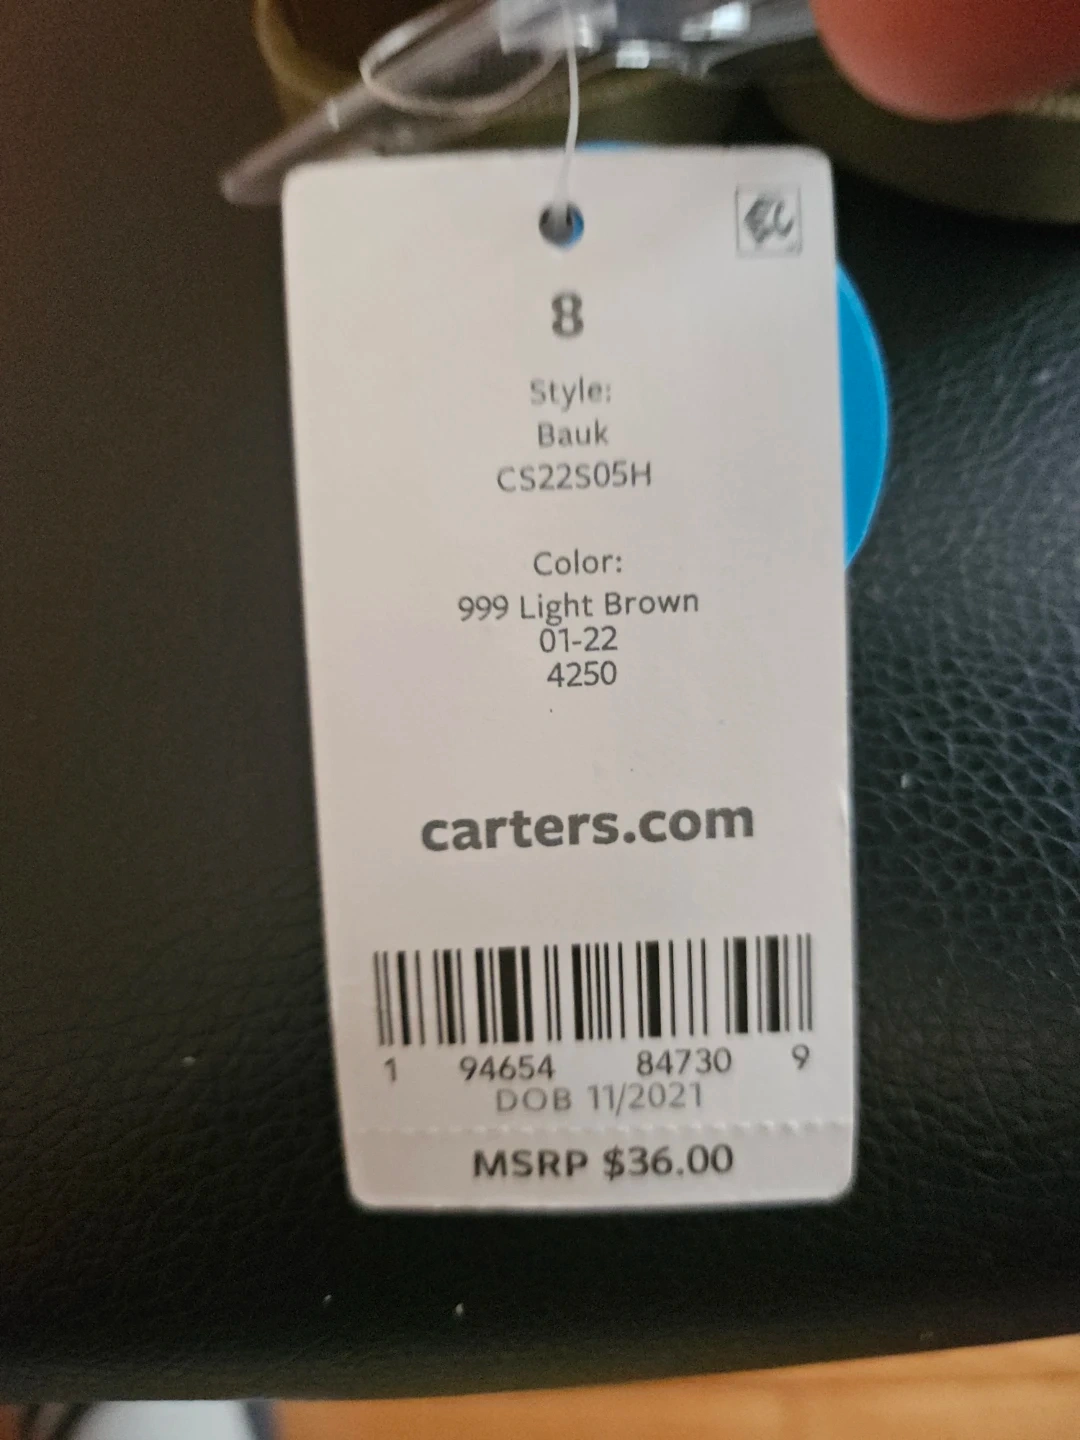 8
Style:
Bauk
CS22S05H
Color:
999 Light Brown
01-22
4250
carters.com
1 94654 84730 9
DOB 11/2021
MSRP $36.00